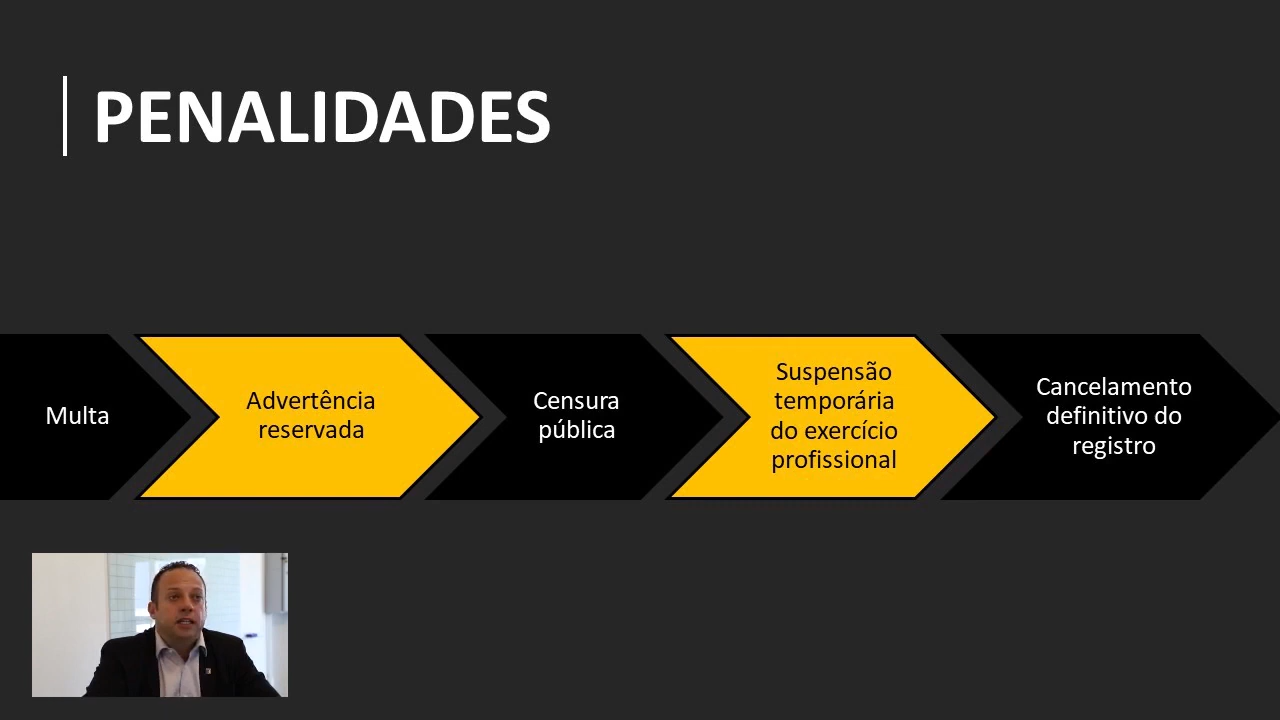 PENALIDADES
Multa
Advertência
reservada
Censura
pública
Suspensão
temporária
do exercício
profissional
Cancelamento
definitivo do
registro